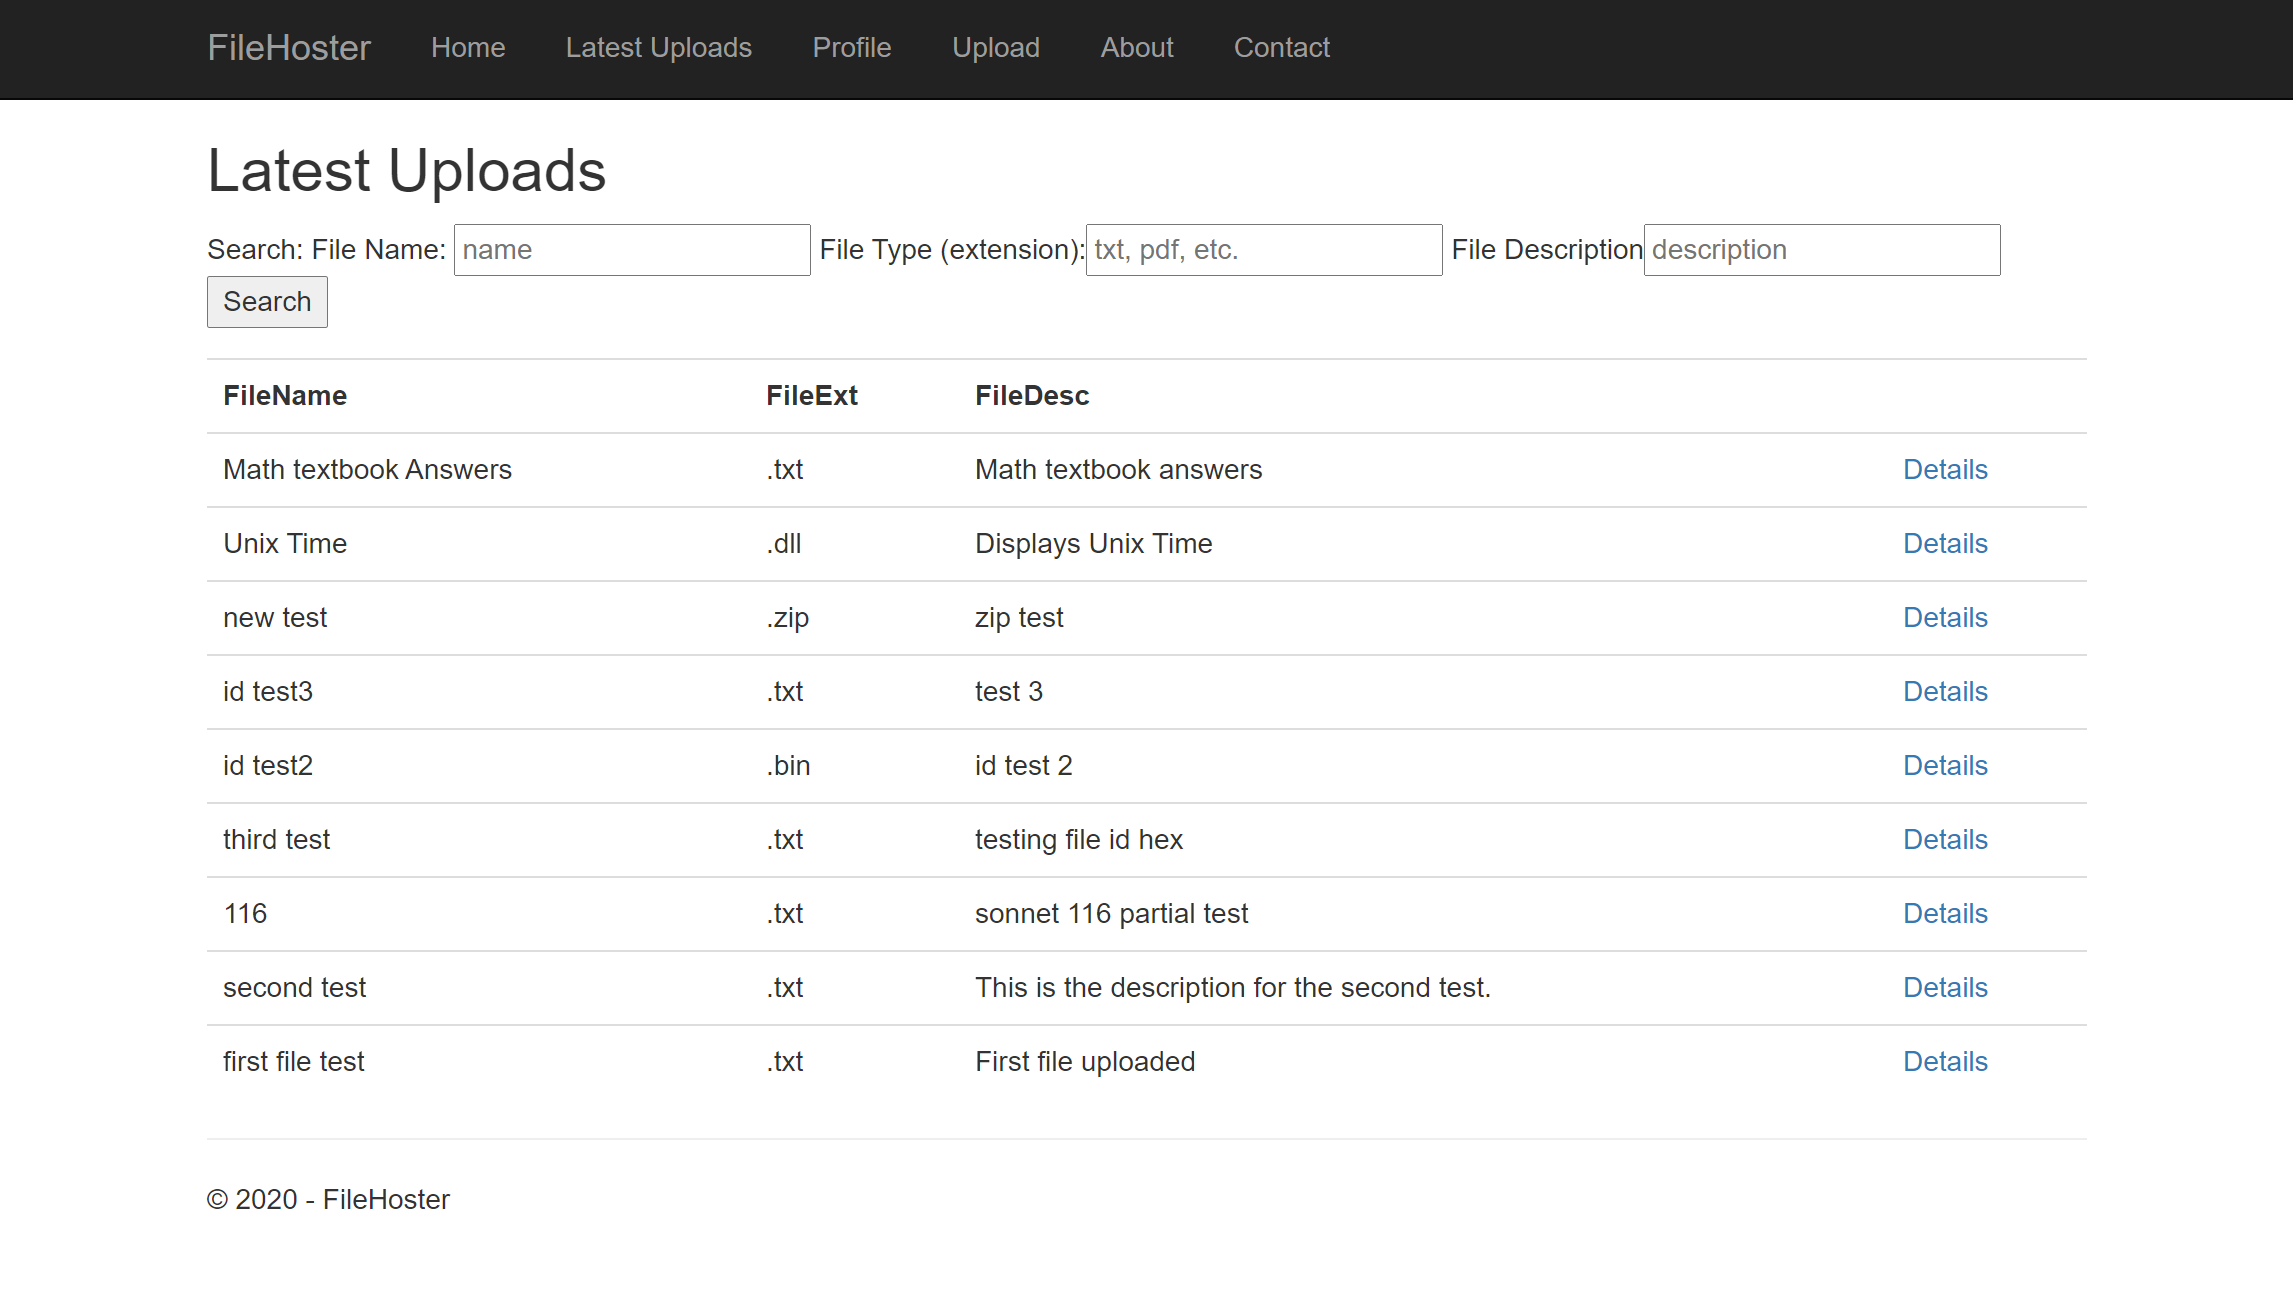 FileHoster Home Latest Uploads Profile Upload About Contact
Latest Uploads
Search: File Name: name File Type (extension): txt, pdf, etc. File Description description
Search
FileName FileExt FileDesc
Math textbook Answers .txt Math textbook answers Details
Unix Time .dll Displays Unix Time Details
new test .zip zip test Details
id test3 .txt test 3 Details
id test2 .bin id test 2 Details
third test .txt testing file id hex Details
116 .txt sonnet 116 partial test Details
second test .txt This is the description for the second test. Details
first file test .txt First file uploaded Details
© 2020 - FileHoster